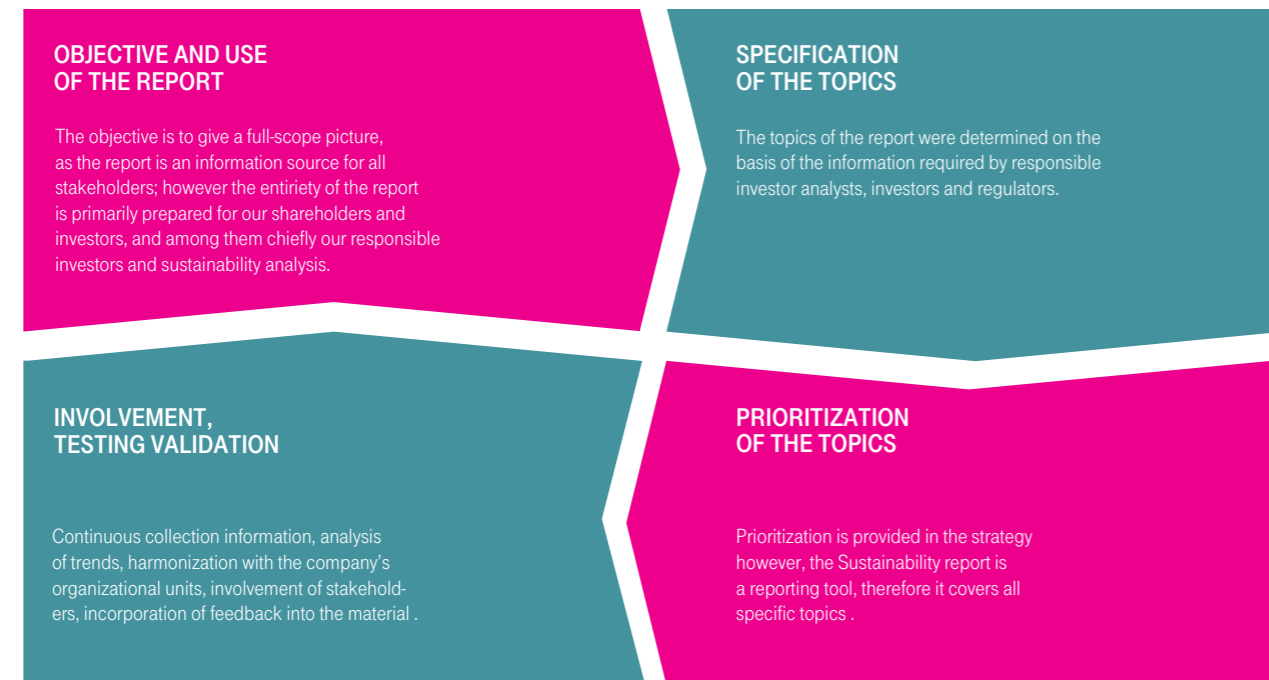 OBJECTIVE AND USE
OF THE REPORT
The objective is to give a full-scope picture,
as the report is an information source for all
stakeholders; however the entiriety of the report
is primarily prepared for our shareholders and
investors, and among them chiefly our responsible
investors and sustainability analysis.
SPECIFICATION
OF THE TOPICS
The topics of the report were determined on the
basis of the information required by responsible
investor analysts, investors and regulators.
INVOLVEMENT,
TESTING VALIDATION
Continuous collection information, analysis
of trends, harmonization with the company's
organizational units, involvement of stakehold-
ers, incorporation of feedback into the material .
PRIORITIZATION
OF THE TOPICS
Prioritization is provided in the strategy
however, the Sustainability report is
a reporting tool, therefore it covers all
specific topics .